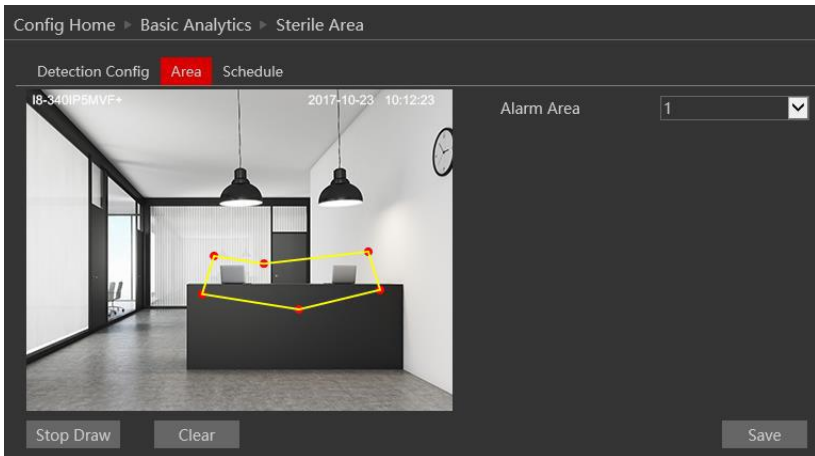 Config Home ▶ Basic Analytics ▶ Sterile Area
Detection Config Area Schedule
I8-340IP5MVF+ 2017-10-23 10:12:23
Alarm Area 1
Stop Draw Clear Save